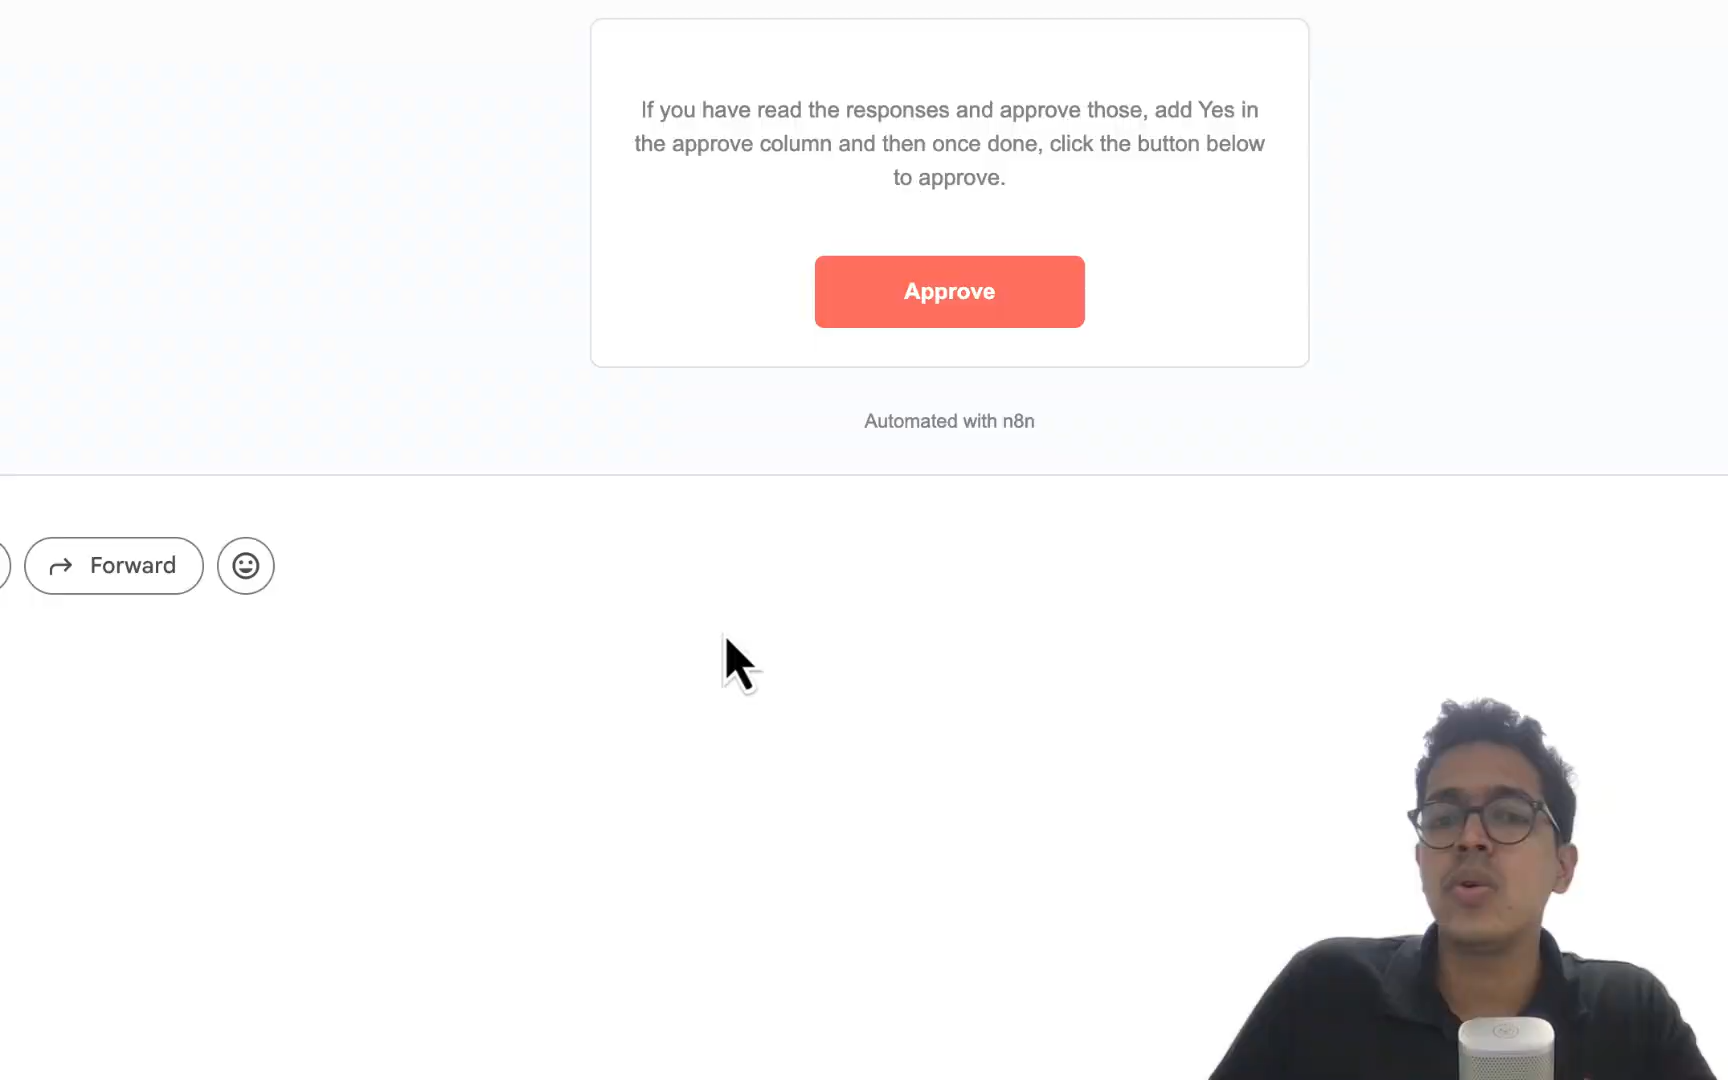 If you have read the responses and approve those, add Yes in
the approve column and then once done, click the button below
to approve.
Approve
Automated with n8n
Forward